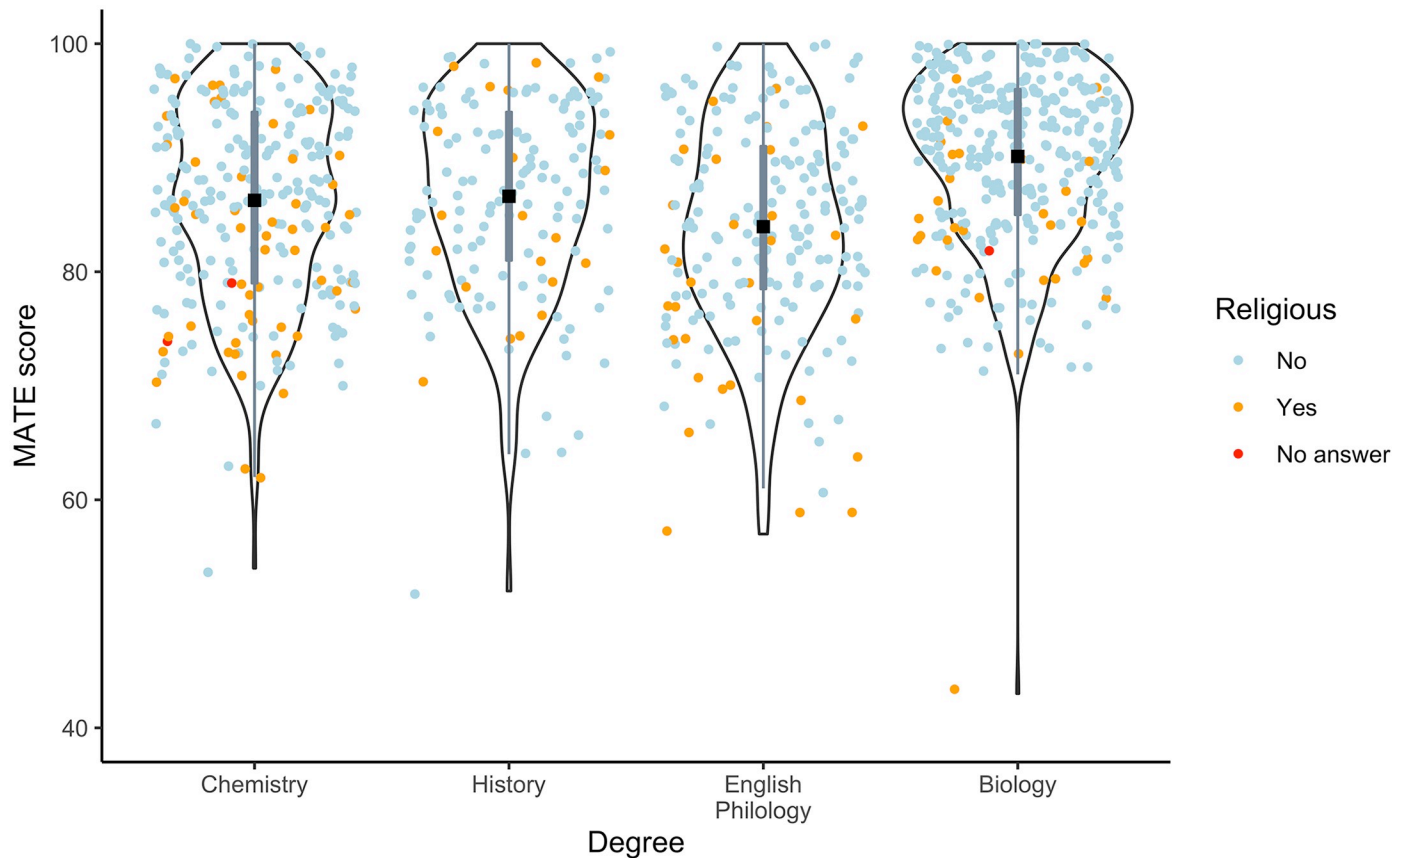 100
80
60
40
MATE score
Chemistry
History
English
Philology
Biology
Degree
Religious
No
Yes
No answer